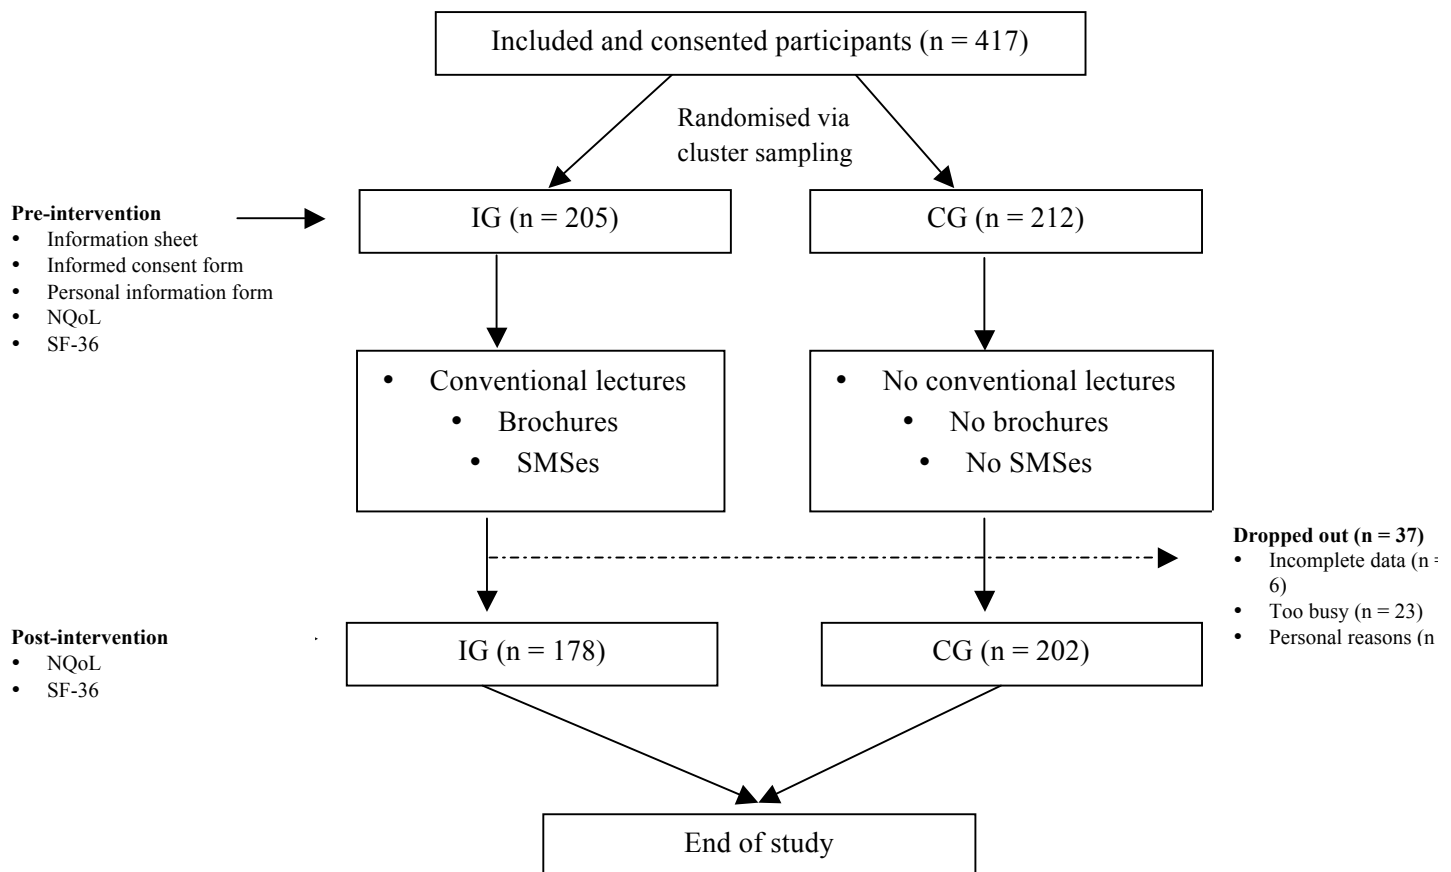 Included and consented participants (n = 417)
Randomised via
cluster sampling
Pre-intervention
• Information sheet
• Informed consent form
• Personal information form
• NQoL
• SF-36
IG (n = 205)
CG (n = 212)
• Conventional lectures
• Brochures
• SMSes
• No conventional lectures
• No brochures
• No SMSes
Dropped out (n = 37)
• Incomplete data (n =
6)
• Too busy (n = 23)
• Personal reasons (n
Post-intervention
• NQoL
• SF-36
IG (n = 178)
CG (n = 202)
End of study